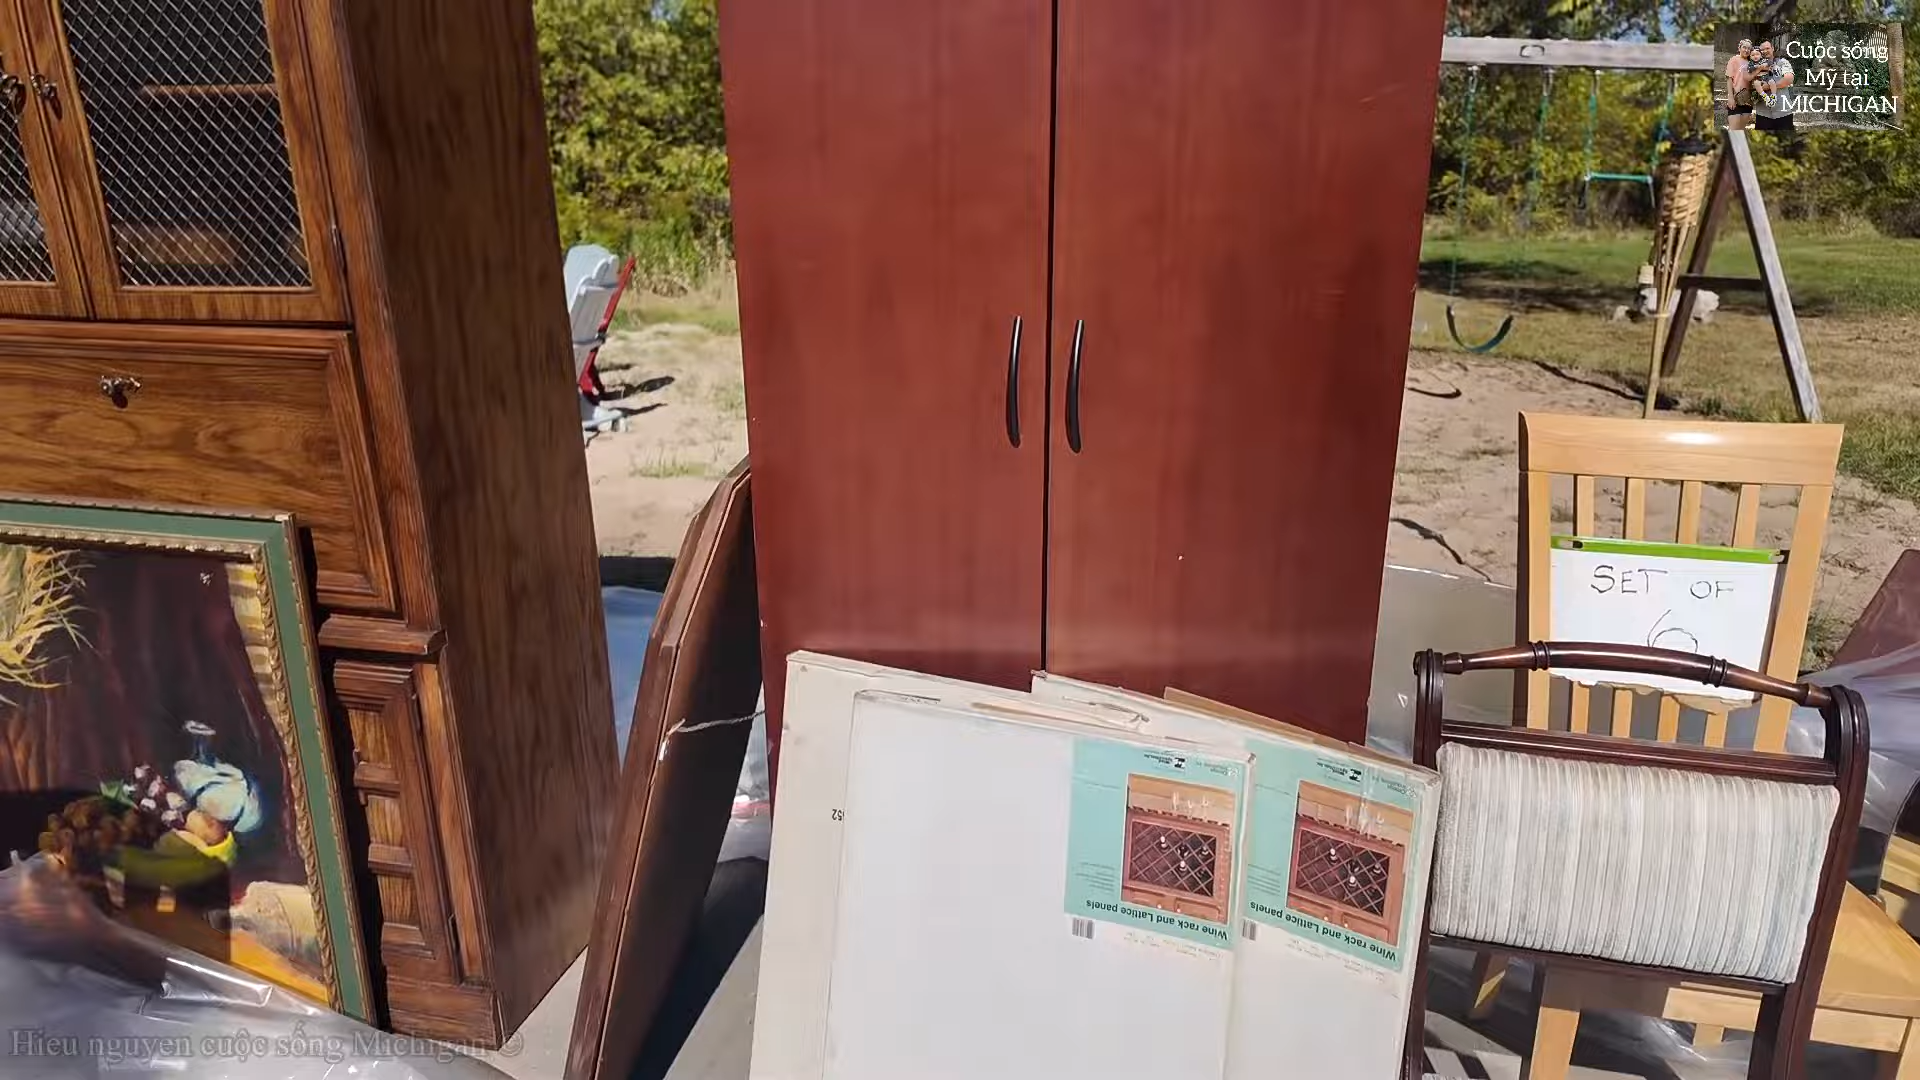 Cuộc sống
Mỹ tại
MICHIGAN
SET OF
6
52
Wine rack and Lattice panels
Wine rack and Lattice panels
Hieu nguyen cuộc sống Michigan ©